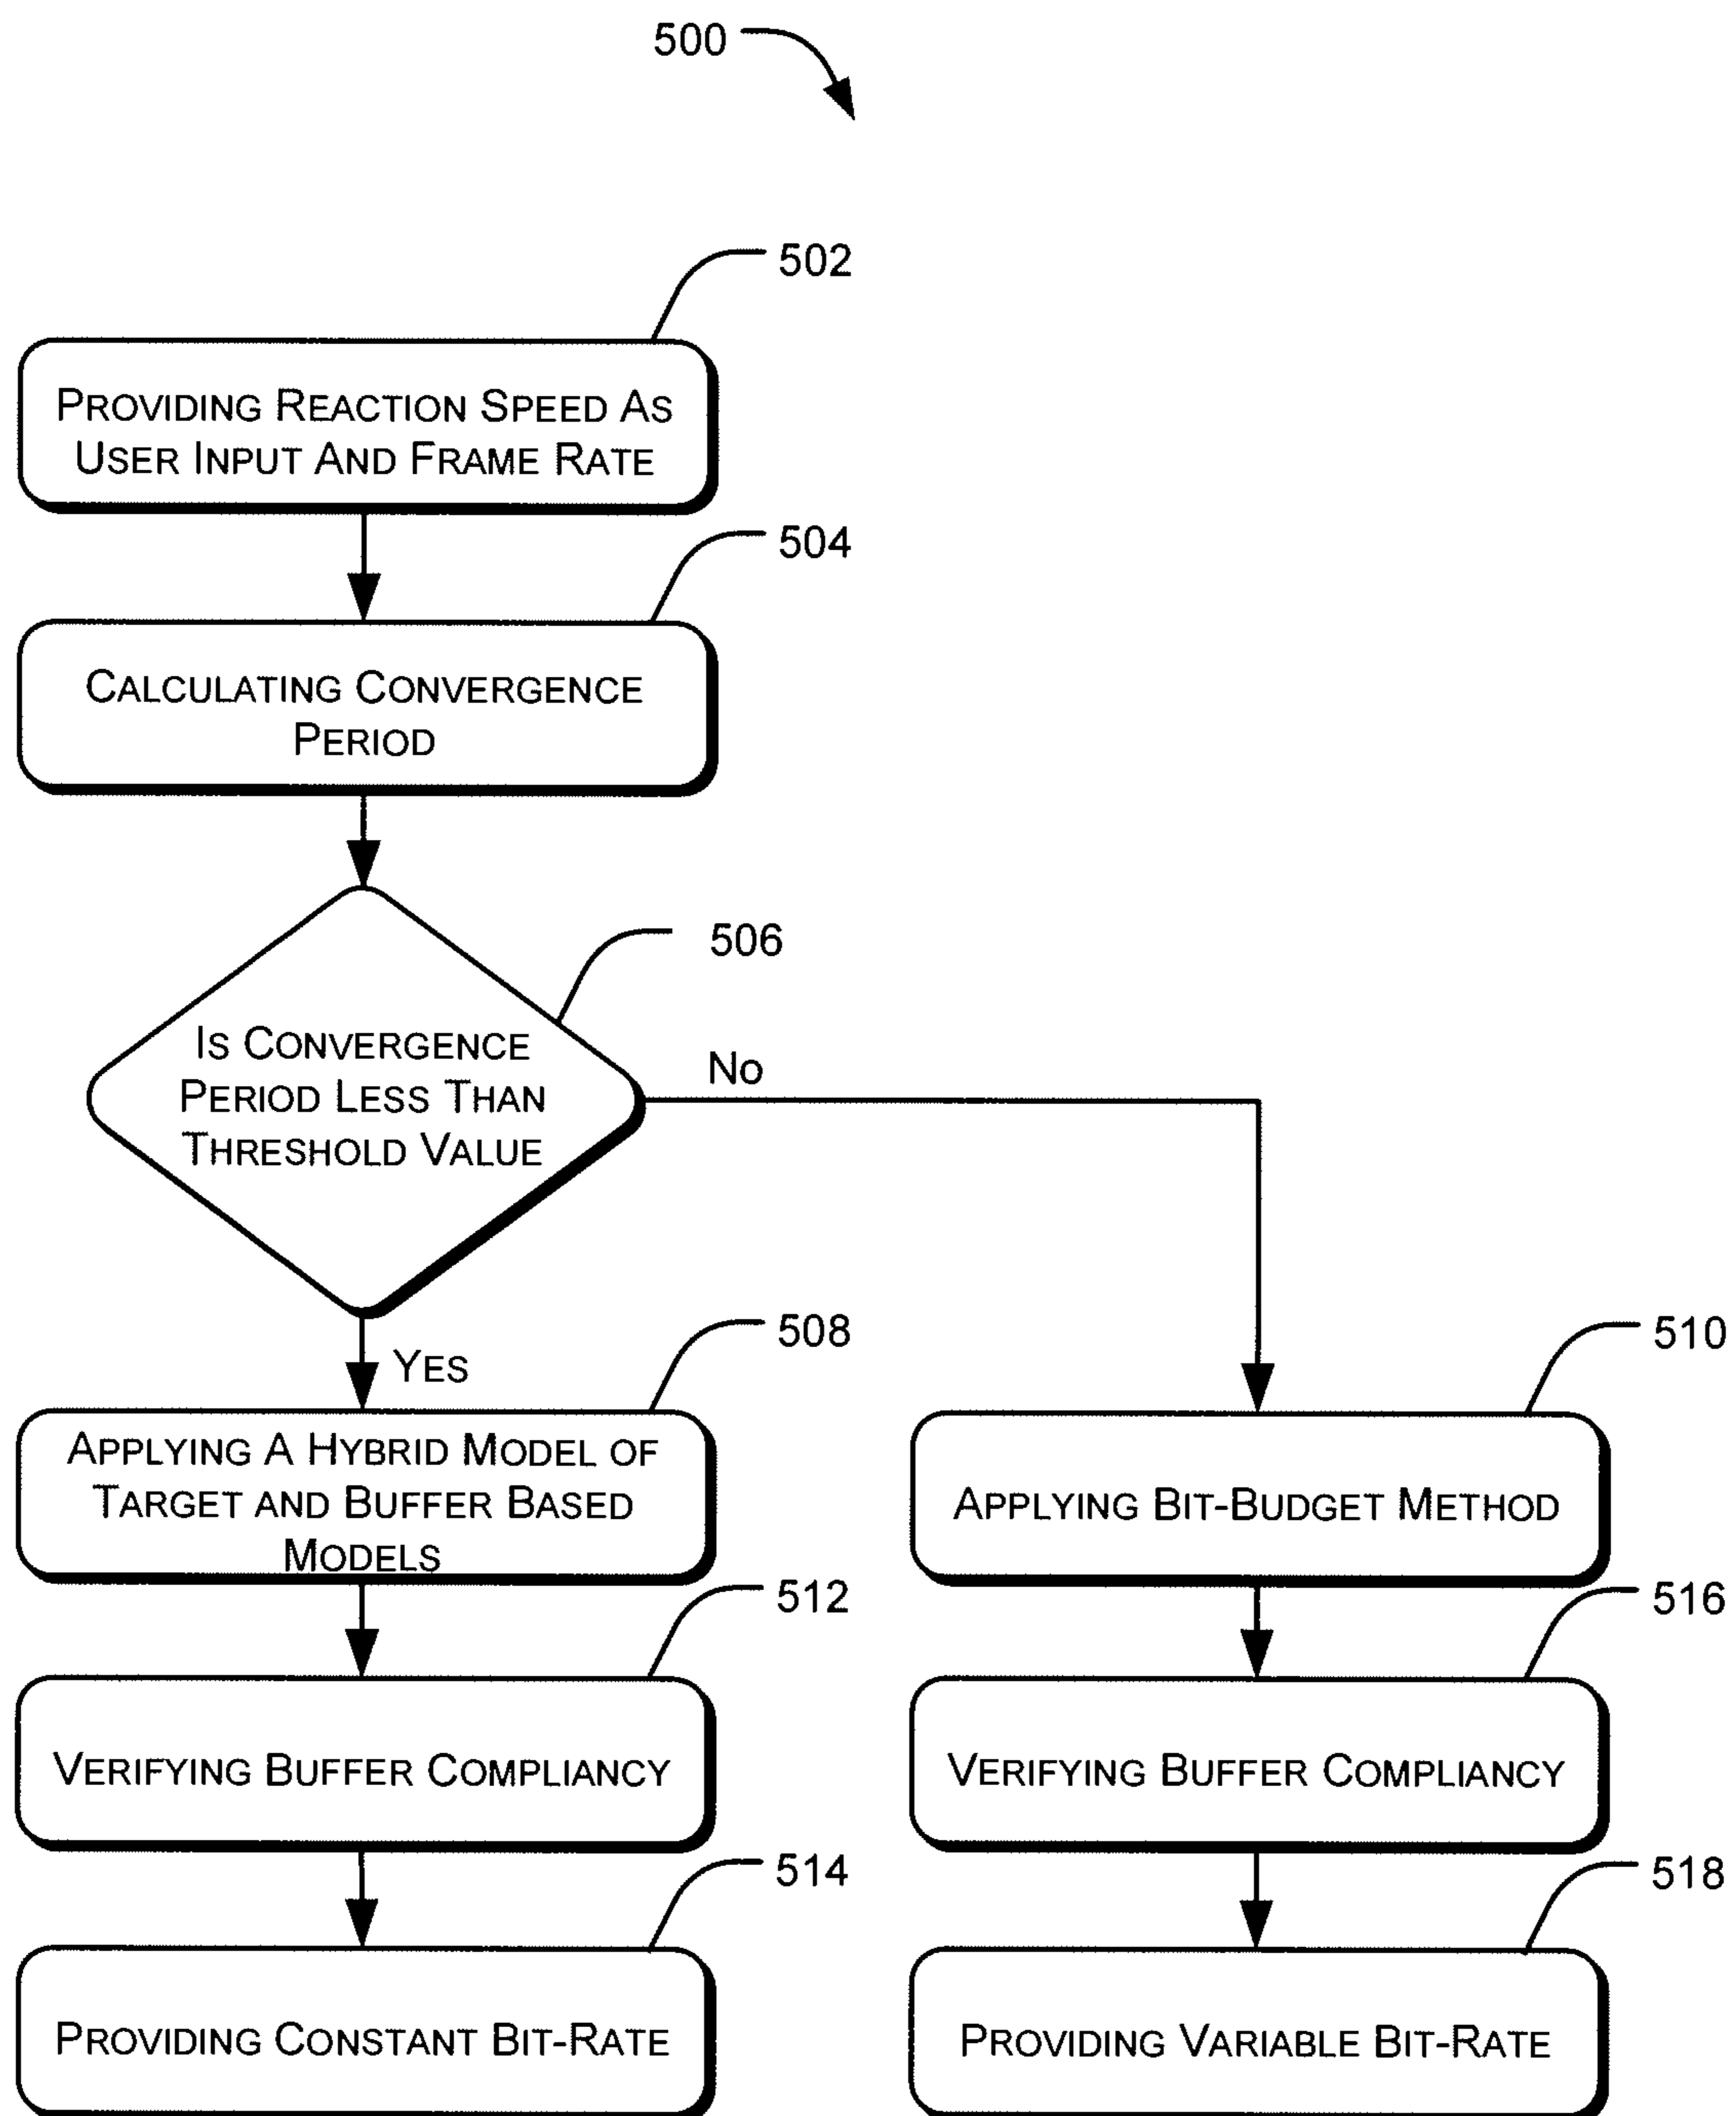 500
502
PROVIDING REACTION SPEED AS
USER INPUT AND FRAME RATE
504
CALCULATING CONVERGENCE
PERIOD
506
IS CONVERGENCE
PERIOD LESS THAN
THRESHOLD VALUE
NO
YES
508
APPLYING A HYBRID MODEL OF
TARGET AND BUFFER BASED
MODELS
510
APPLYING BIT-BUDGET METHOD
512
VERIFYING BUFFER COMPLIANCY
516
VERIFYING BUFFER COMPLIANCY
514
PROVIDING CONSTANT BIT-RATE
518
PROVIDING VARIABLE BIT-RATE